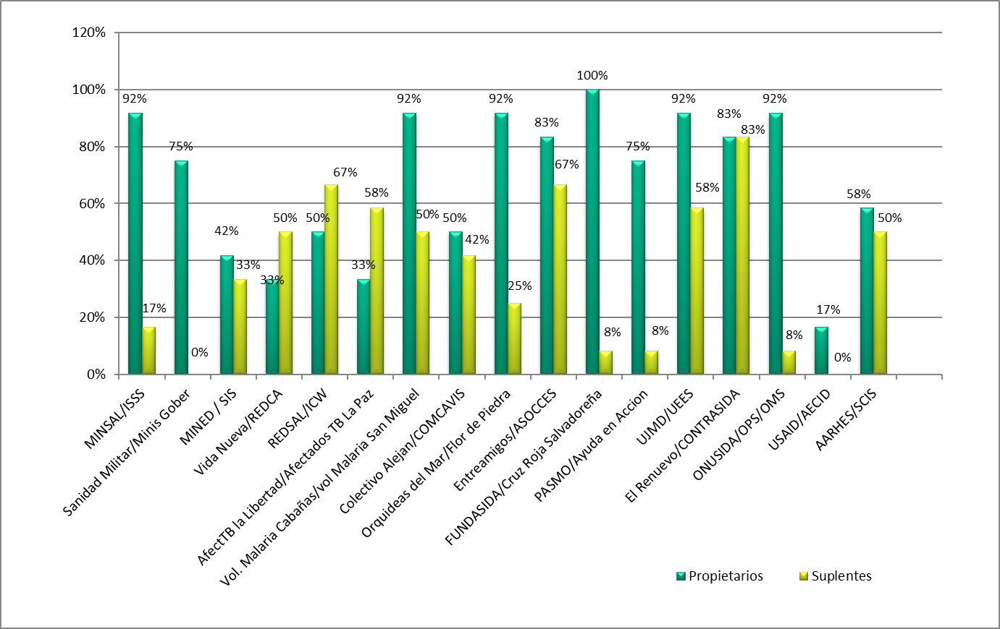 120%
100%
80%
60%
40%
20%
0%
92%
17%
75%
0%
42%
33%
33%
50%
50%
67%
33%
58%
92%
50%
50%
42%
92%
25%
83%
67%
100%
8%
75%
8%
92%
58%
83%
83%
92%
8%
17%
0%
58%
50%
MINSAL/ISSS
Sanidad Militar/Minis Gober
MINED / SIS
Vida Nueva/REDCA
REDSAL/ICW
AfectTB la Libertad/Afectados TB La Paz
Vol. Malaria Cabañas/vol Malaria San Miguel
Colectivo Alejan/COMCAVIS
Orquideas del Mar/Flor de Piedra
Entreamigos/ASOCCES
FUNDASIDA/Cruz Roja Salvadoreña
PASMO/Ayuda en Accion
UJMD/UEES
El Renuevo/CONTRASIDA
ONUSIDA/OPS/OMS
USAID/AECID
AARHES/SCIS
Propietarios
Suplentes